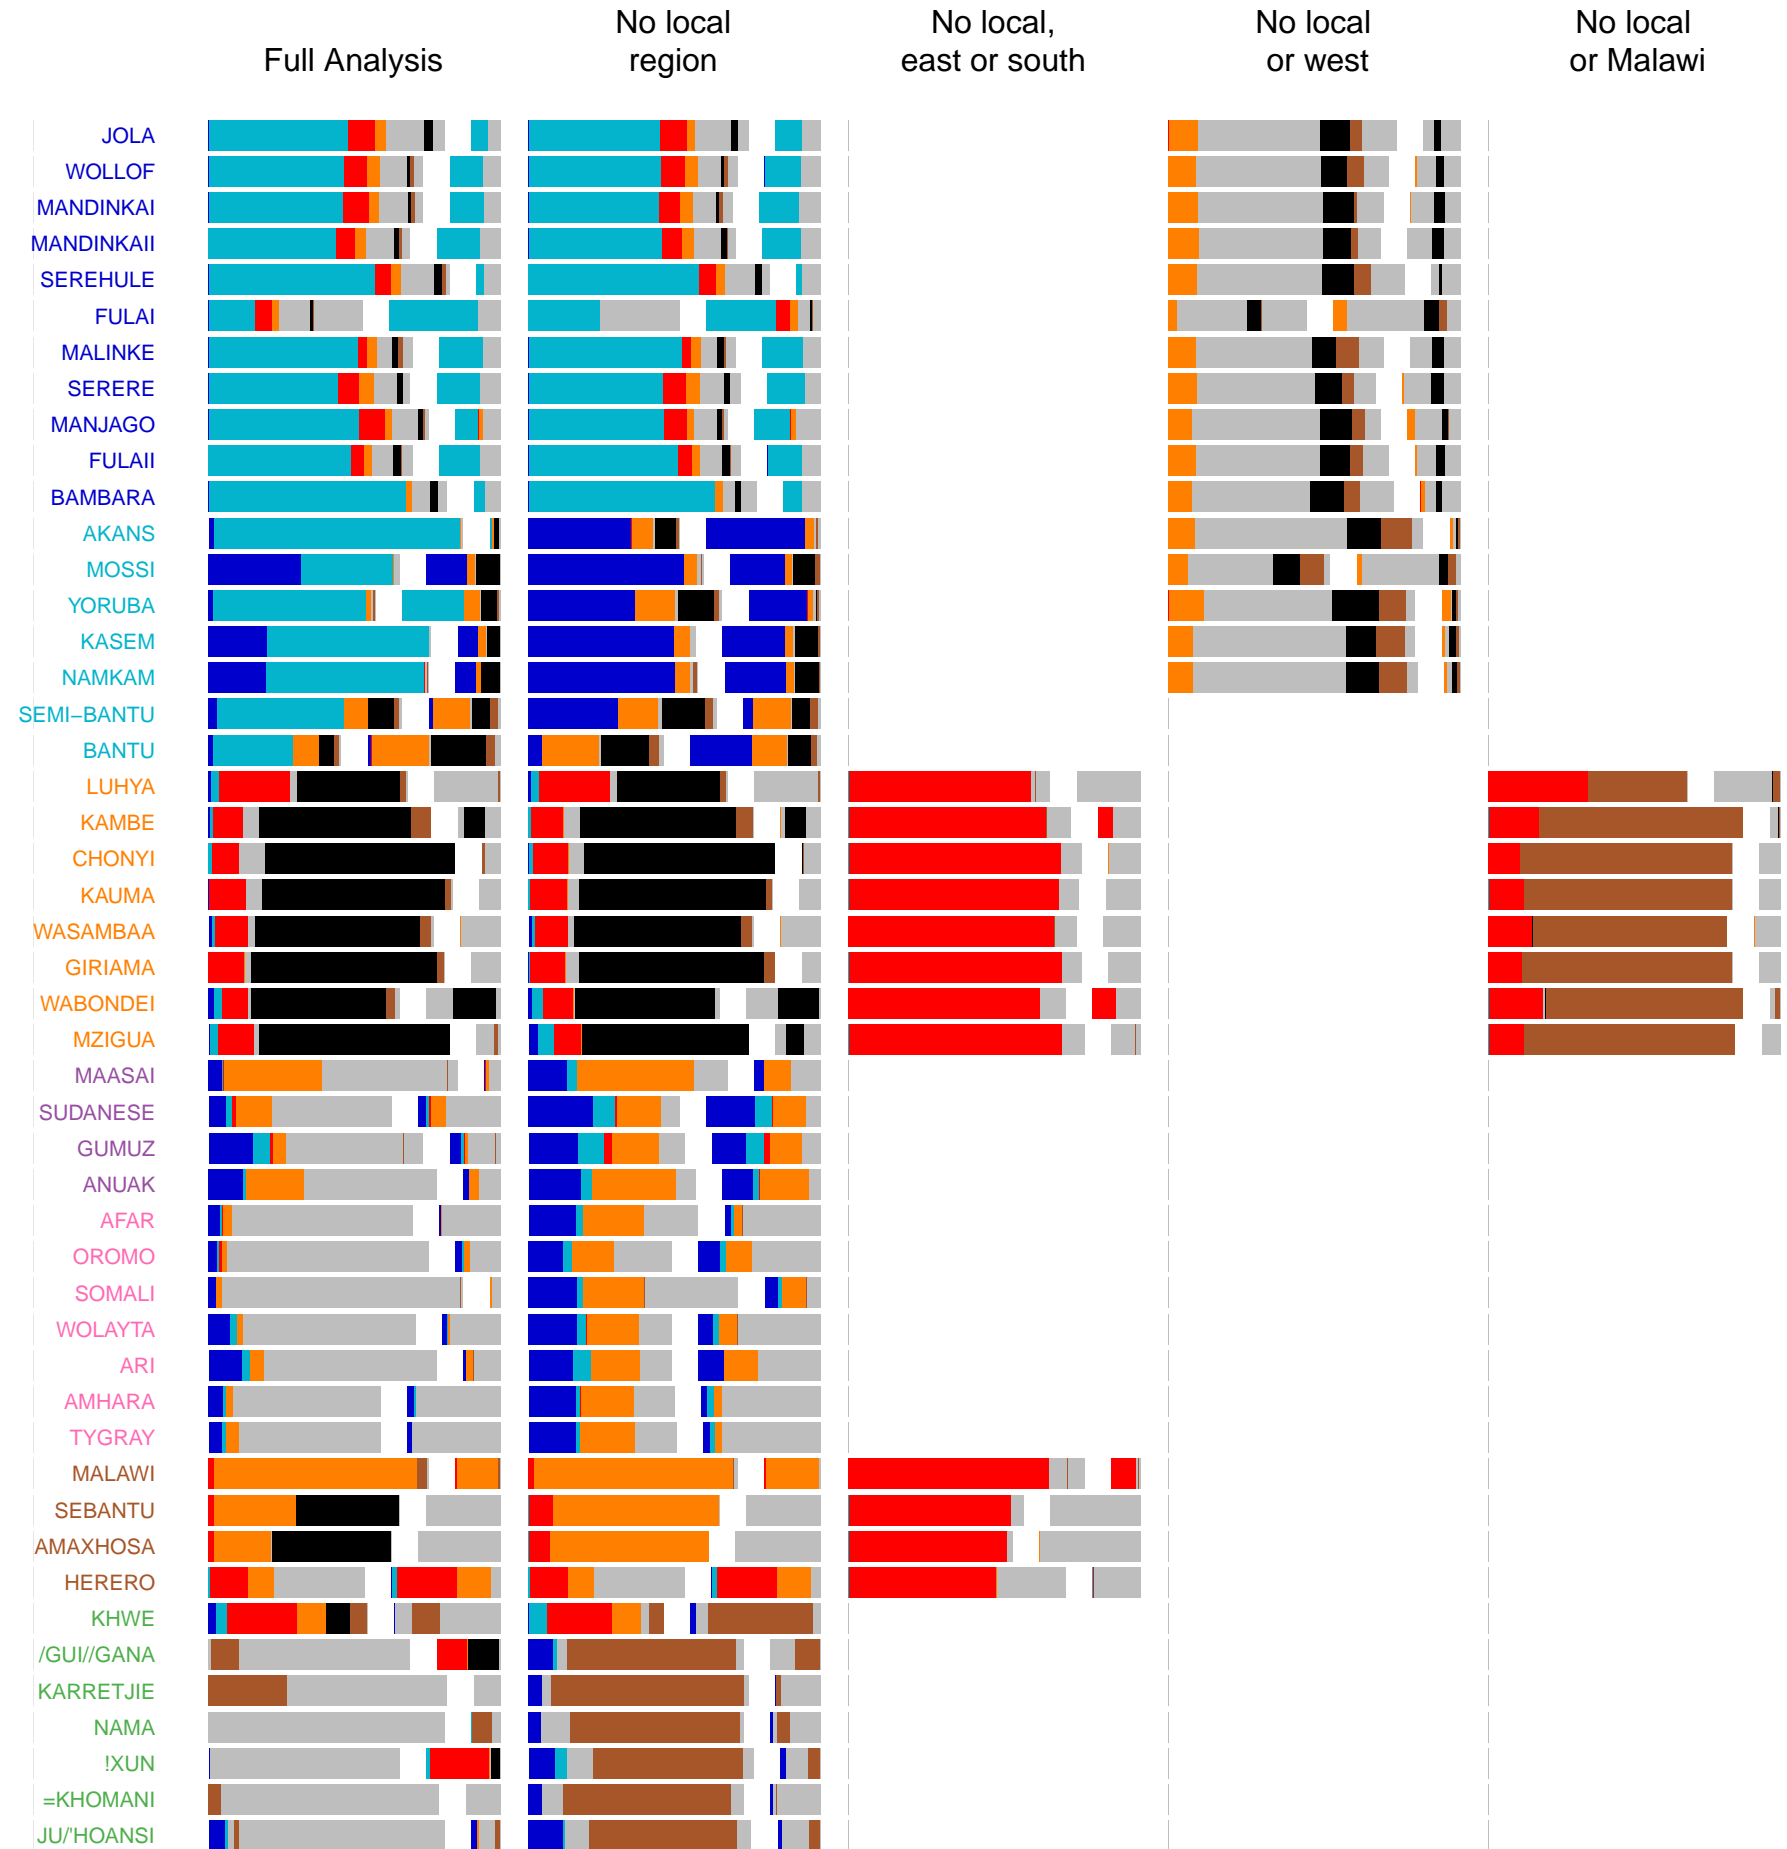 Full Analysis
No local
region
No local,
east or south
No local
or west
No local
or Malawi
JOLA
WOLLOF
MANDINKAI
MANDINKAII
SEREHULE
FULAI
MALINKE
SERERE
MANJAGO
FULAII
BAMBARA
AKANS
MOSSI
YORUBA
KASEM
NAMKAM
SEMI−BANTU
BANTU
LUHYA
KAMBE
CHONYI
KAUMA
WASAMBAA
GIRIAMA
WABONDEI
MZIGUA
MAASAI
SUDANESE
GUMUZ
ANUAK
AFAR
OROMO
SOMALI
WOLAYTA
ARI
AMHARA
TYGRAY
MALAWI
SEBANTU
AMAXHOSA
HERERO
KHWE
/GUI//GANA
KARRETJIE
NAMA
!XUN
=KHOMANI
JU/'HOANSI